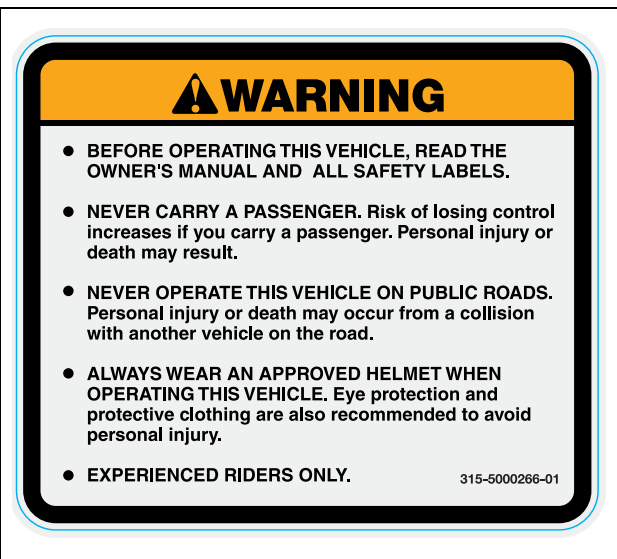 WARNING
● BEFORE OPERATING THIS VEHICLE, READ THE
OWNER'S MANUAL AND  ALL SAFETY LABELS.
● NEVER CARRY A PASSENGER. Risk of losing control
increases if you carry a passenger. Personal injury or
death may result.
● NEVER OPERATE THIS VEHICLE ON PUBLIC ROADS.
Personal injury or death may occur from a collision
with another vehicle on the road.
● ALWAYS WEAR AN APPROVED HELMET WHEN
OPERATING THIS VEHICLE. Eye protection and
protective clothing are also recommended to avoid
personal injury.
● EXPERIENCED RIDERS ONLY. 315-5000266-01